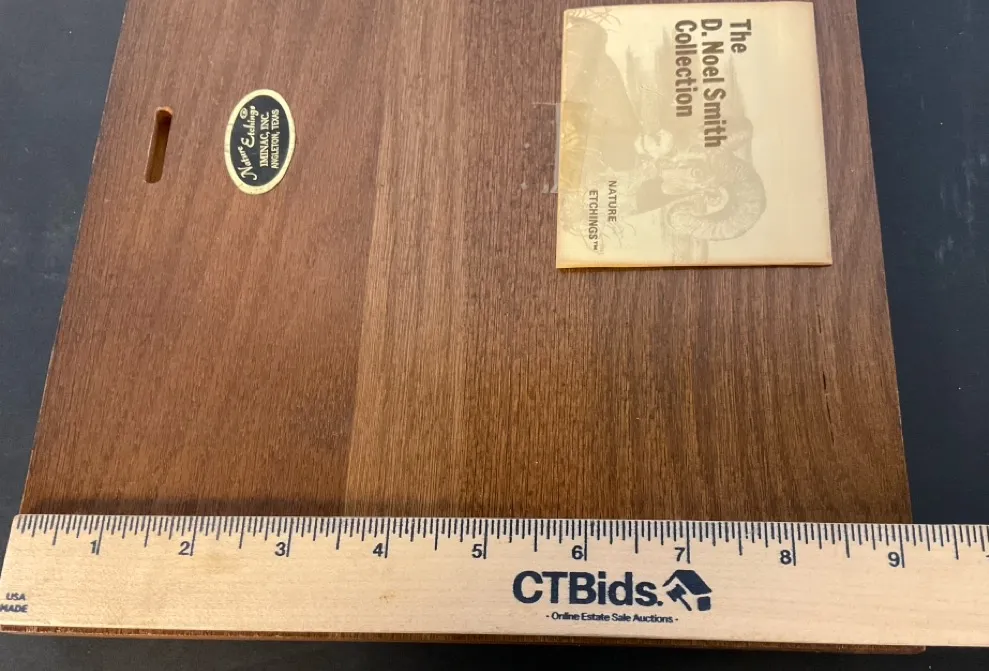 The
D. Noel Smith
Collection
NATURE
ETCHINGS™
Nature Etchings ®
IMINAC, INC.
ANGLETON, TEXAS
1 2 3 4 5 6 7 8 9
USA
MADE
CTBids.
- Online Estate Sale Auctions -